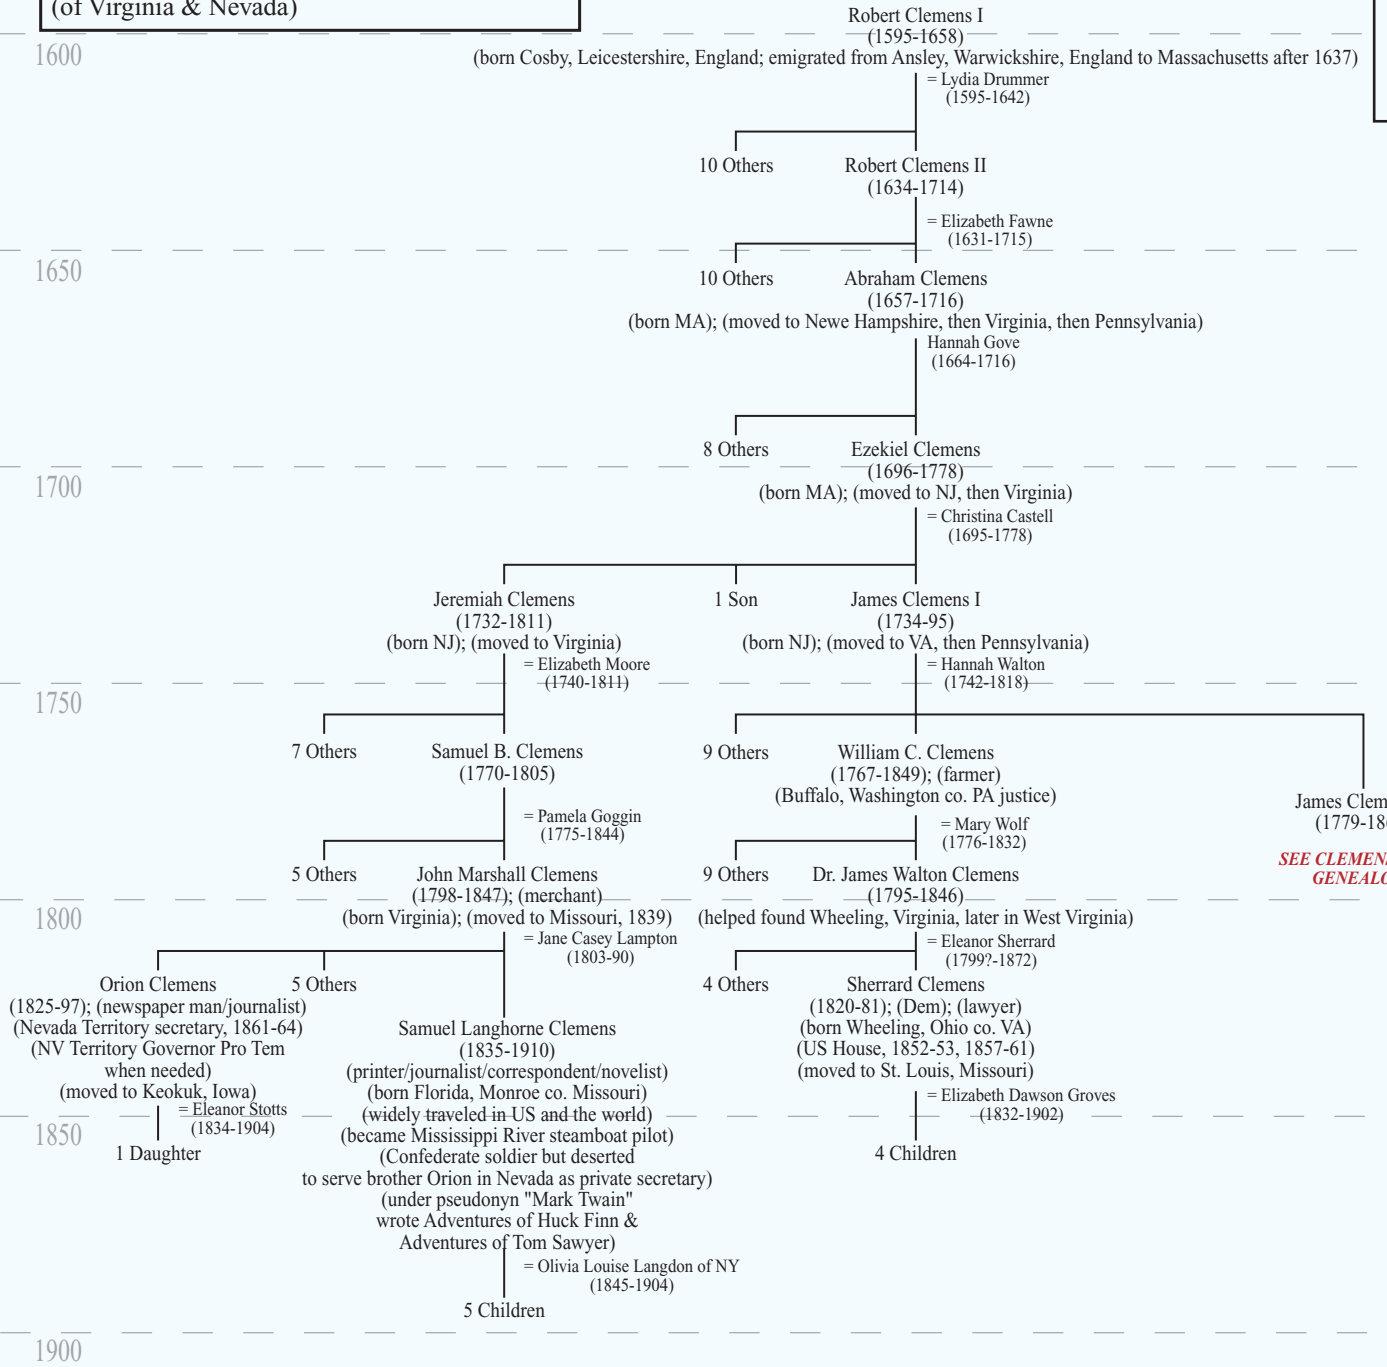 (of Virginia & Nevada)
Robert Clemens I
(1595-1658)
1600
(born Cosby, Leicestershire, England; emigrated from Ansley, Warwickshire, England to Massachusetts after 1637)
= Lydia Drummer
(1595-1642)
10 Others
Robert Clemens II
(1634-1714)
= Elizabeth Fawne
(1631-1715)
1650
10 Others
Abraham Clemens
(1657-1716)
(born MA); (moved to Newe Hampshire, then Virginia, then Pennsylvania)
Hannah Gove
(1664-1716)
8 Others
Ezekiel Clemens
(1696-1778)
1700
(born MA); (moved to NJ, then Virginia)
= Christina Castell
(1695-1778)
Jeremiah Clemens
(1732-1811)
(born NJ); (moved to Virginia)
= Elizabeth Moore
(1740-1811)
1 Son
James Clemens I
(1734-95)
(born NJ); (moved to VA, then Pennsylvania)
= Hannah Walton
(1742-1818)
1750
7 Others
Samuel B. Clemens
(1770-1805)
= Pamela Goggin
(1775-1844)
9 Others
William C. Clemens
(1767-1849); (farmer)
(Buffalo, Washington co. PA justice)
= Mary Wolf
(1776-1832)
James Clem
(1779-18
SEE CLEMEN
GENEALO
5 Others
John Marshall Clemens
(1798-1847); (merchant)
(born Virginia); (moved to Missouri, 1839)
= Jane Casey Lampton
(1803-90)
9 Others
Dr. James Walton Clemens
(1795-1846)
(helped found Wheeling, Virginia, later in West Virginia)
= Eleanor Sherrard
(1799?-1872)
1800
Orion Clemens
(1825-97); (newspaper man/journalist)
(Nevada Territory secretary, 1861-64)
(NV Territory Governor Pro Tem
when needed)
(moved to Keokuk, Iowa)
= Eleanor Stotts
(1834-1904)
1 Daughter
5 Others
Samuel Langhorne Clemens
(1835-1910)
(printer/journalist/correspondent/novelist)
(born Florida, Monroe co. Missouri)
(widely traveled in US and the world)
(became Mississippi River steamboat pilot)
(Confederate soldier but deserted
to serve brother Orion in Nevada as private secretary)
(under pseudonyn "Mark Twain"
wrote Adventures of Huck Finn &
Adventures of Tom Sawyer)
= Olivia Louise Langdon of NY
(1845-1904)
5 Children
4 Others
Sherrard Clemens
(1820-81); (Dem); (lawyer)
(born Wheeling, Ohio co. VA)
(US House, 1852-53, 1857-61)
(moved to St. Louis, Missouri)
= Elizabeth Dawson Groves
(1832-1902)
4 Children
1850
1900